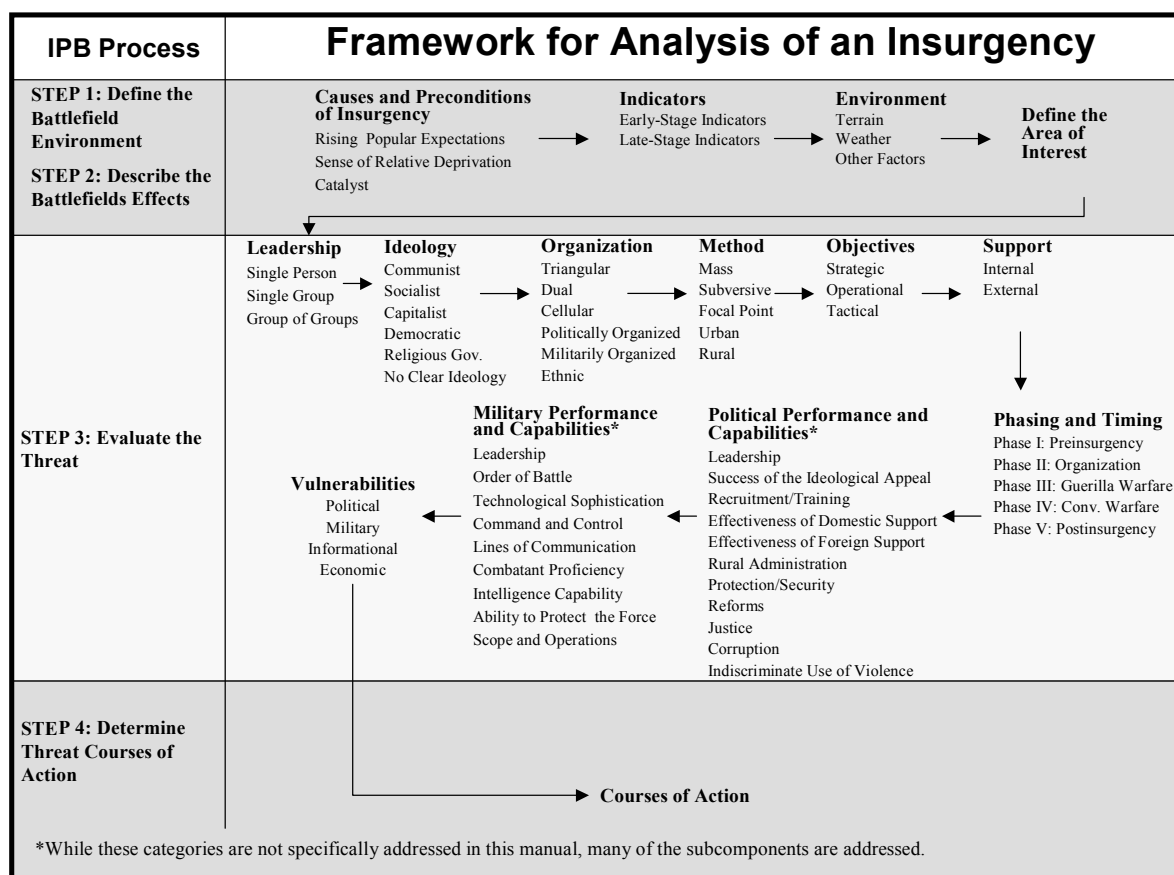 IPB Process
Framework for Analysis of an Insurgency
STEP 1: Define the
Battlefield
Environment
STEP 2: Describe the
Battlefields Effects
Causes and Preconditions
of Insurgency
Rising Popular Expectations
Sense of Relative Deprivation
Catalyst
Indicators
Early-Stage Indicators
Late-Stage Indicators
Environment
Terrain
Weather
Other Factors
Define the
Area of
Interest
STEP 3: Evaluate the
Threat
Leadership
Single Person
Single Group
Group of Groups
Ideology
Communist
Socialist
Capitalist
Democratic
Religious Gov.
No Clear Ideology
Organization
Triangular
Dual
Cellular
Politically Organized
Militarily Organized
Ethnic
Method
Mass
Subversive
Focal Point
Urban
Rural
Objectives
Strategic
Operational
Tactical
Support
Internal
External
Phasing and Timing
Phase I: Preinsurgency
Phase II: Organization
Phase III: Guerilla Warfare
Phase IV: Conv. Warfare
Phase V: Postinsurgency
Political Performance and
Capabilities*
Leadership
Success of the Ideological Appeal
Recruitment/Training
Effectiveness of Domestic Support
Effectiveness of Foreign Support
Rural Administration
Protection/Security
Reforms
Justice
Corruption
Indiscriminate Use of Violence
Military Performance
and Capabilities*
Leadership
Order of Battle
Technological Sophistication
Command and Control
Lines of Communication
Combatant Proficiency
Intelligence Capability
Ability to Protect the Force
Scope and Operations
Vulnerabilities
Political
Military
Informational
Economic
STEP 4: Determine
Threat Courses of
Action
Courses of Action
*While these categories are not specifically addressed in this manual, many of the subcomponents are addressed.